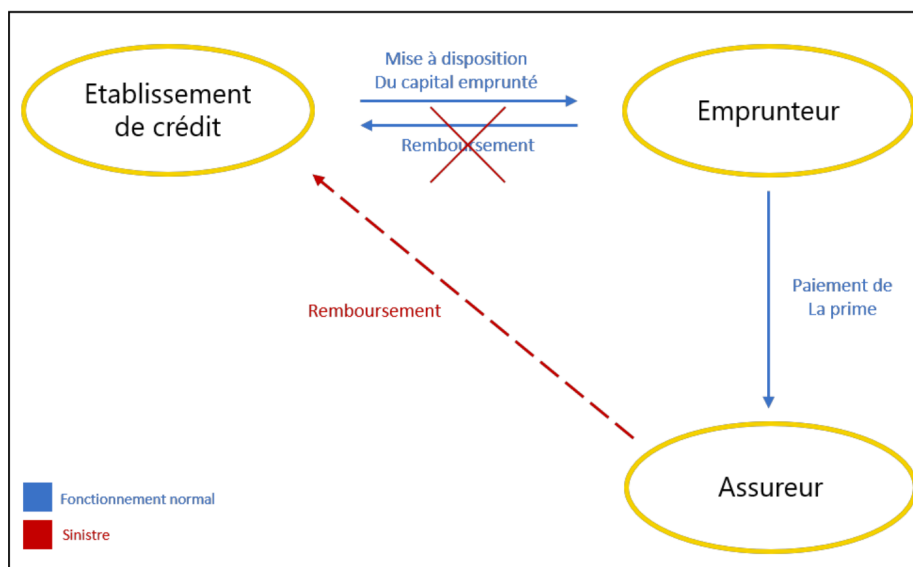 Mise à disposition
Du capital emprunté
Etablissement
de crédit
Emprunteur
Remboursement
Paiement de
La prime
Remboursement
Assureur
Fonctionnement normal
Sinistre